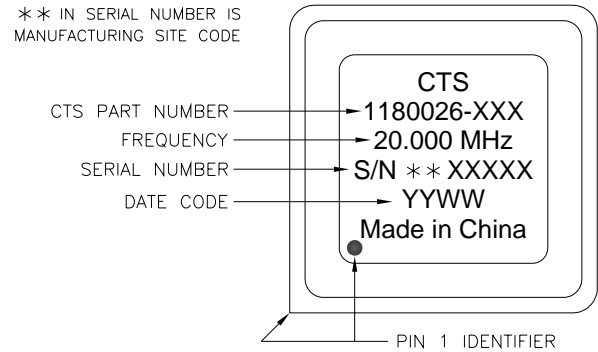 ∗∗ IN SERIAL NUMBER IS
MANUFACTURING SITE CODE
CTS
CTS PART NUMBER
1180026-XXX
FREQUENCY
20.000 MHz
SERIAL NUMBER
S/N ∗∗XXXXX
DATE CODE
YYWW
Made in China
PIN 1 IDENTIFIER